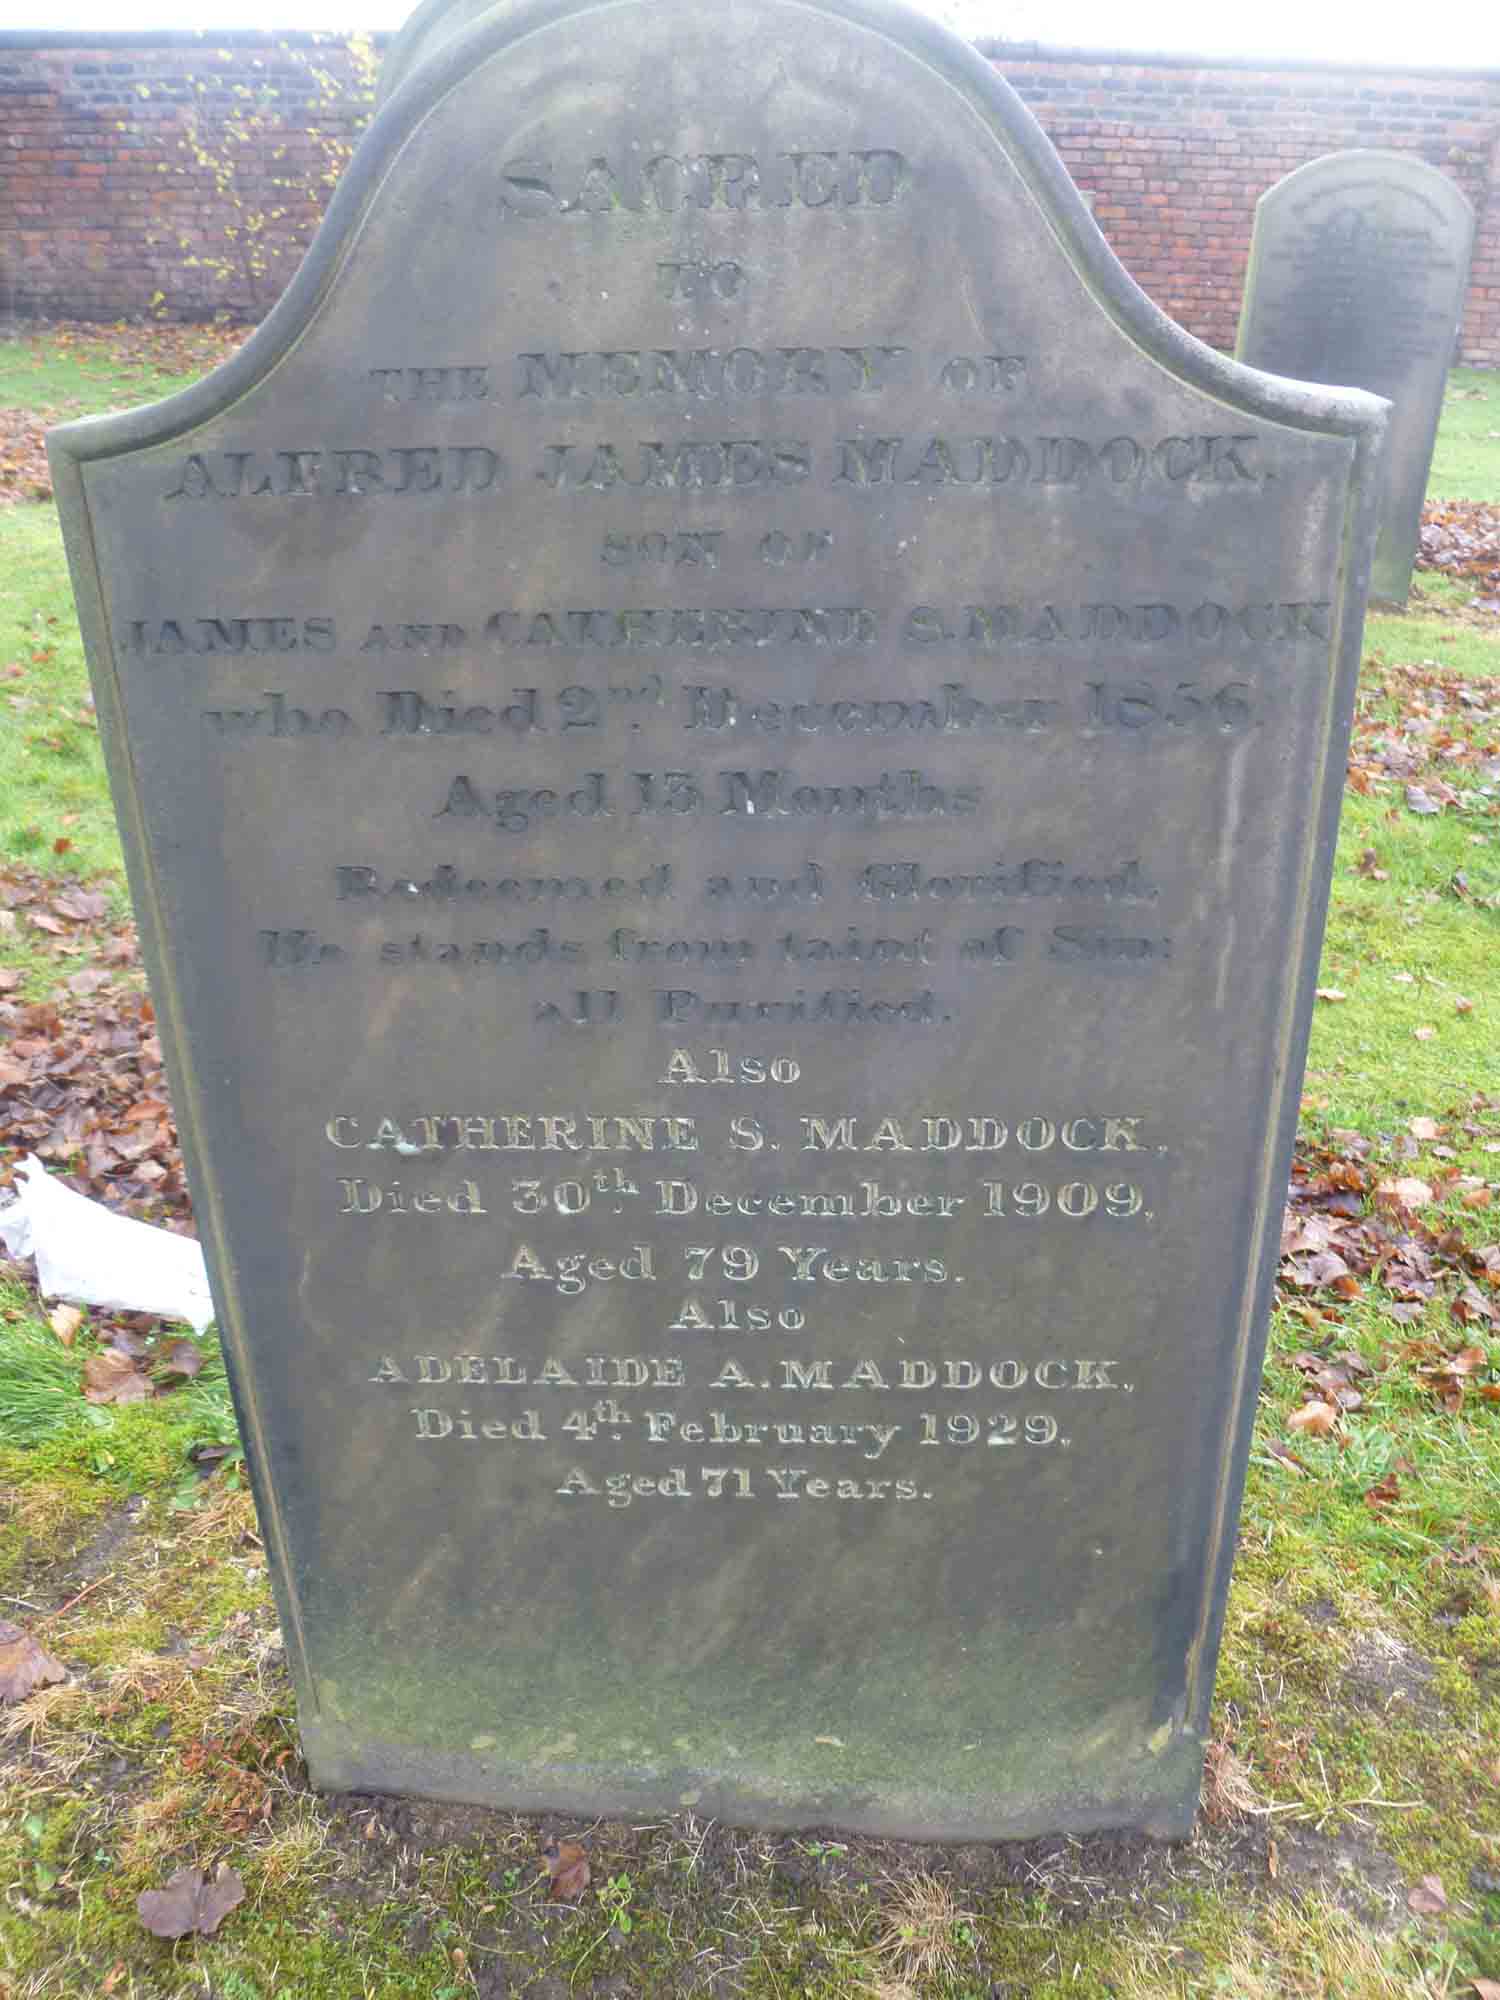 SACRED
TO
THE MEMORY OF
ALFRED JAMES MADDOCK,
SON OF
JAMES AND CATHERINE S. MADDOCK
who Died 2nd December 1856,
Aged 13 Months
Redeemed and Glorified,
He stands from taint of Sin:
all Purified.
Also
CATHERINE S. MADDOCK,
Died 30th December 1909,
Aged 79 Years.
Also
ADELAIDE A. MADDOCK,
Died 4th February 1929,
Aged 71 Years.